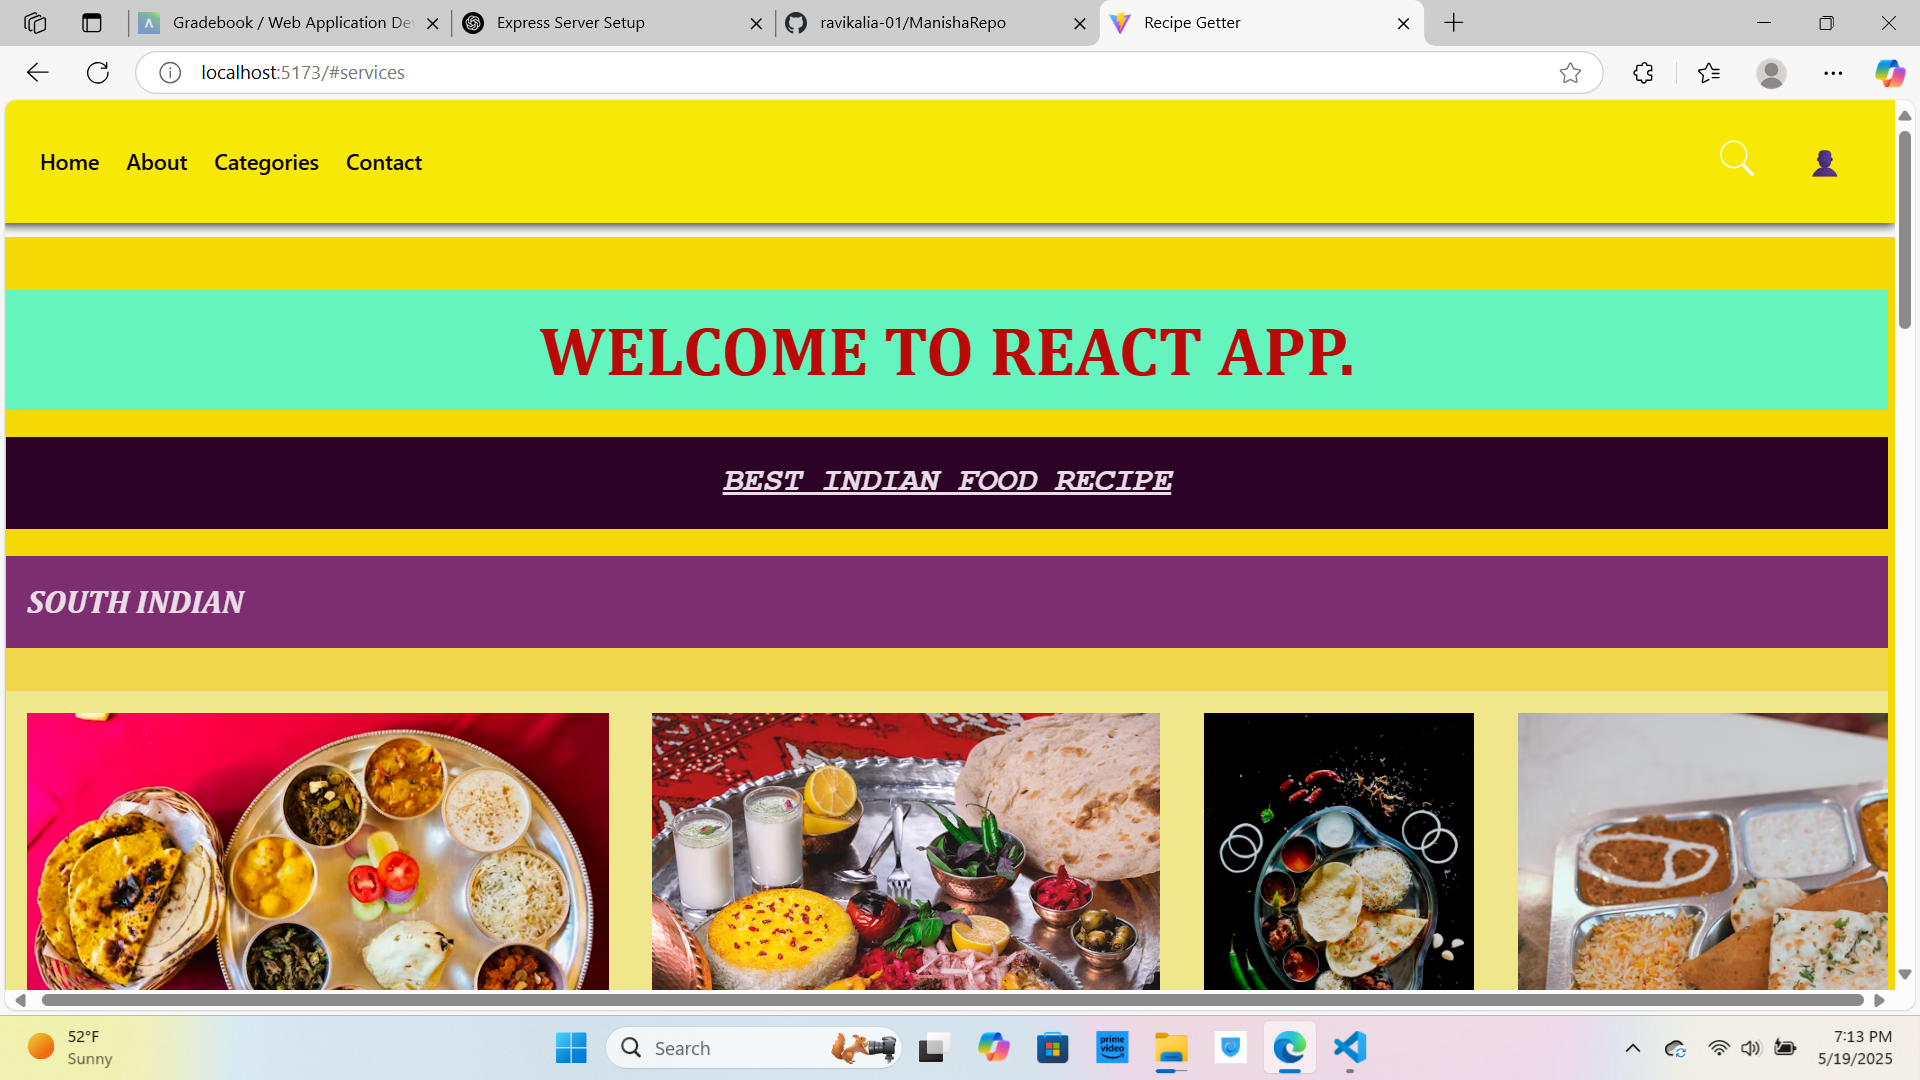 Gradebook / Web Application De
Express Server Setup
ravikalia-01/ManishaRepo
Recipe Getter
localhost:5173/#services
Home About Categories Contact
WELCOME TO REACT APP.
BEST INDIAN FOOD RECIPE
SOUTH INDIAN
52°F
Sunny
Search
prime video
7:13 PM
5/19/2025